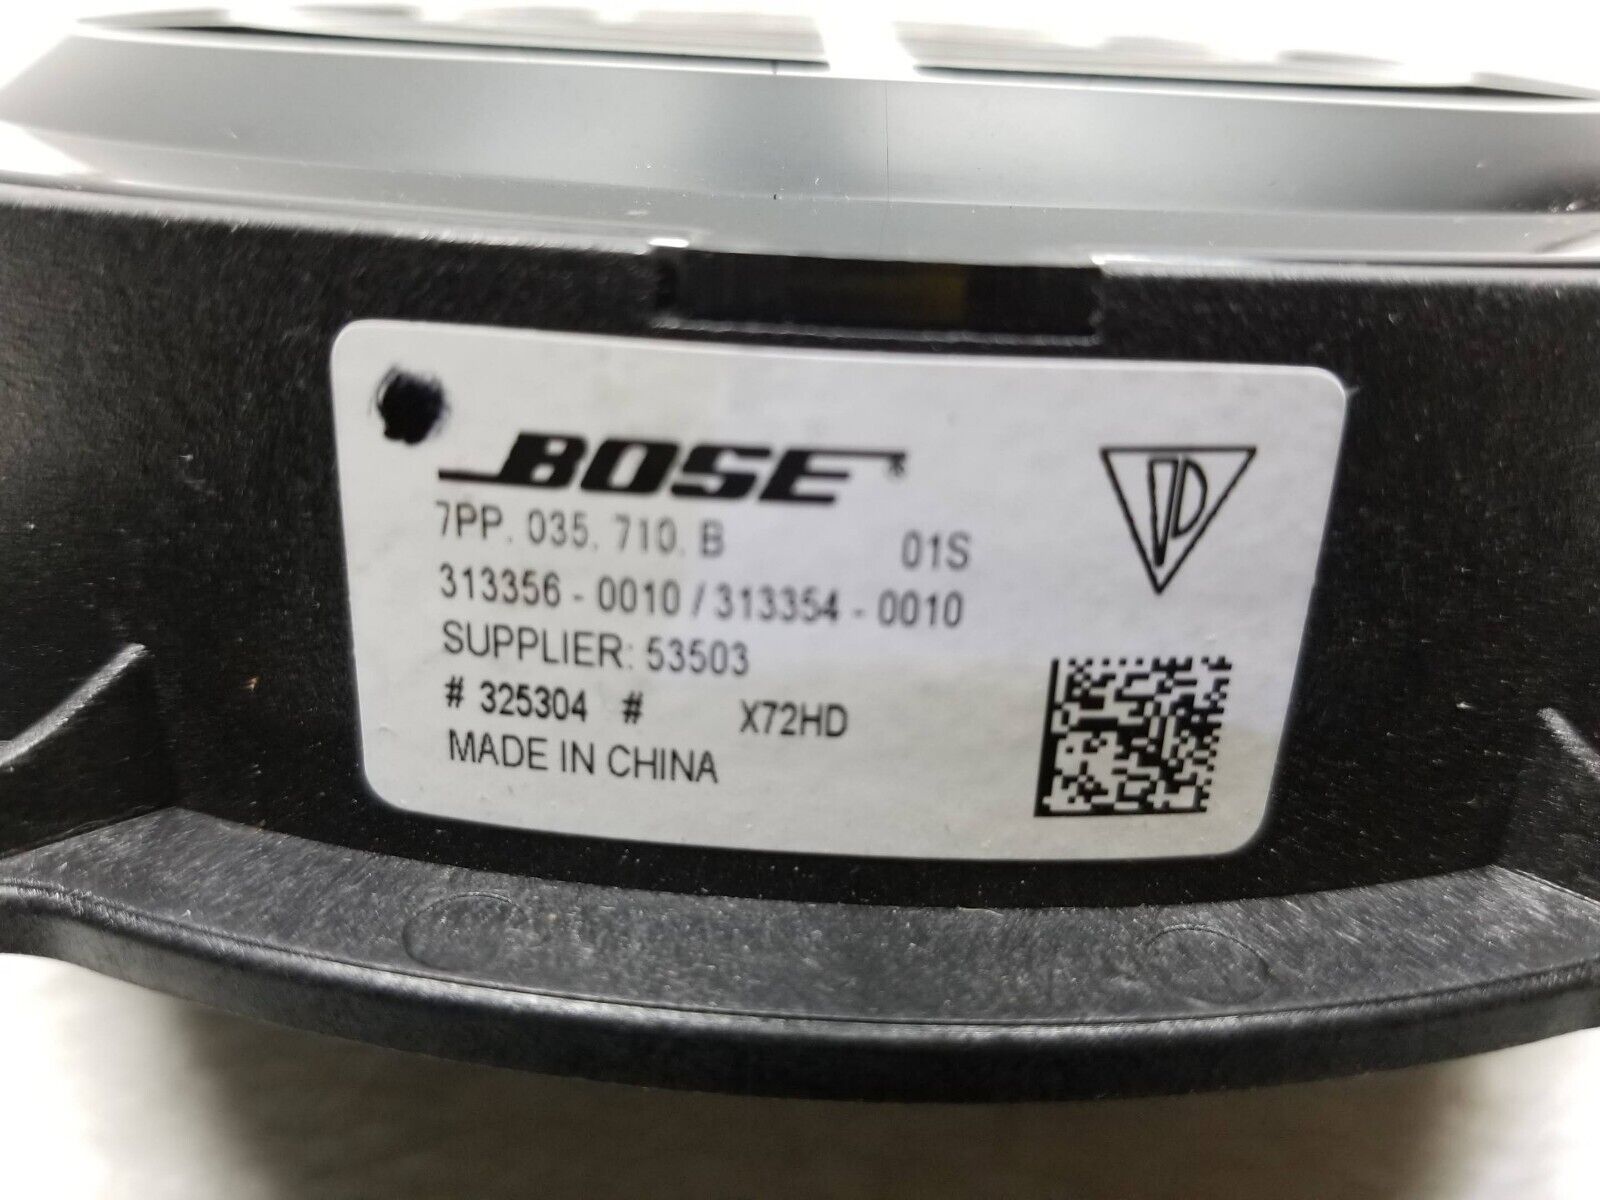 BOSE®
7PP. 035. 710. B 01S
313356 - 0010 / 313354 - 0010
SUPPLIER: 53503
# 325304 # X72HD
MADE IN CHINA